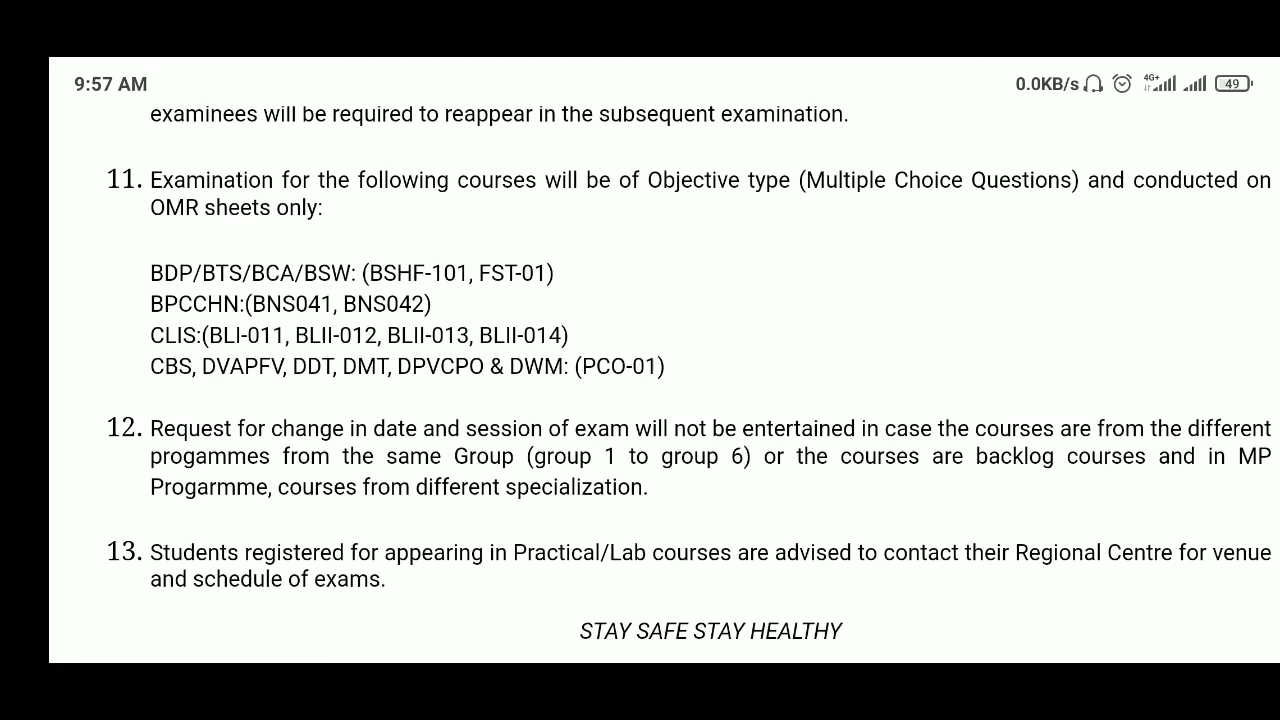 9:57 AM 0.0KB/s 4G+ 49
examinees will be required to reappear in the subsequent examination.
11. Examination for the following courses will be of Objective type (Multiple Choice Questions) and conducted on
OMR sheets only:
BDP/BTS/BCA/BSW: (BSHF-101, FST-01)
BPCCHN:(BNS041, BNS042)
CLIS:(BLI-011, BLII-012, BLII-013, BLII-014)
CBS, DVAPFV, DDT, DMT, DPVCPO & DWM: (PCO-01)
12. Request for change in date and session of exam will not be entertained in case the courses are from the different
progammes from the same Group (group 1 to group 6) or the courses are backlog courses and in MP
Progarmme, courses from different specialization.
13. Students registered for appearing in Practical/Lab courses are advised to contact their Regional Centre for venue
and schedule of exams.
STAY SAFE STAY HEALTHY